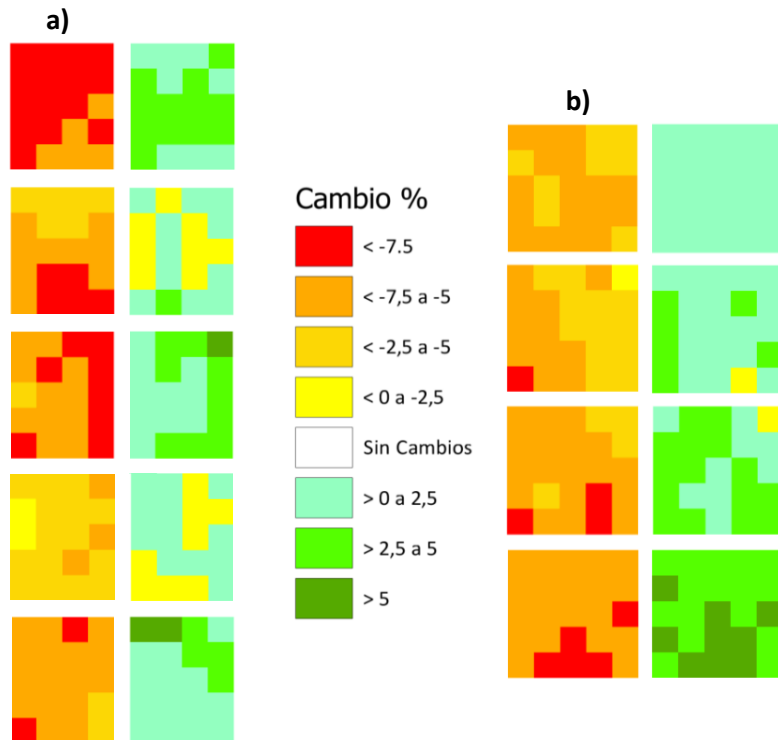 a)
b)
Cambio %
< -7.5
< -7,5 a -5
< -2,5 a -5
< 0 a -2,5
Sin Cambios
> 0 a 2,5
> 2,5 a 5
> 5